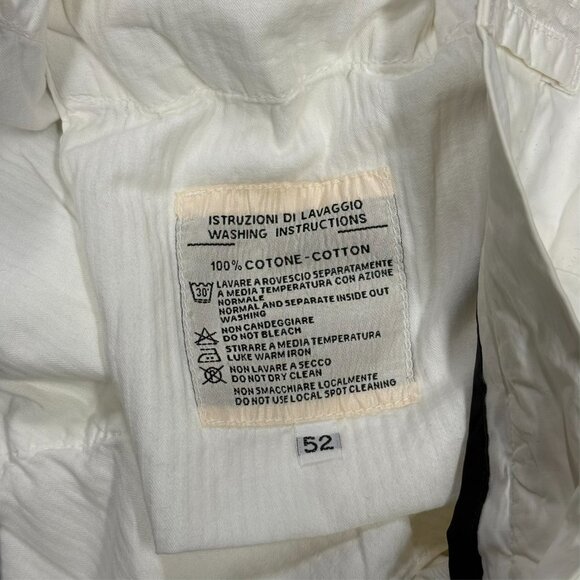 ISTRUZIONI DI LAVAGGIO
WASHING INSTRUCTIONS
100% COTONE - COTTON
30°
LAVARE A ROVESCIO SEPARATAMENTE
A MEDIA TEMPERATURA CON AZIONE
NORMALE
NORMAL AND SEPARATE INSIDE OUT
WASHING
NON CANDEGGIARE
DO NOT BLEACH
STIRARE A MEDIA TEMPERATURA
LUKE WARM IRON
NON LAVARE A SECCO
DO NOT DRY CLEAN
NON SMACCHIARE LOCALMENTE
DO NOT USE LOCAL SPOT CLEANING
52